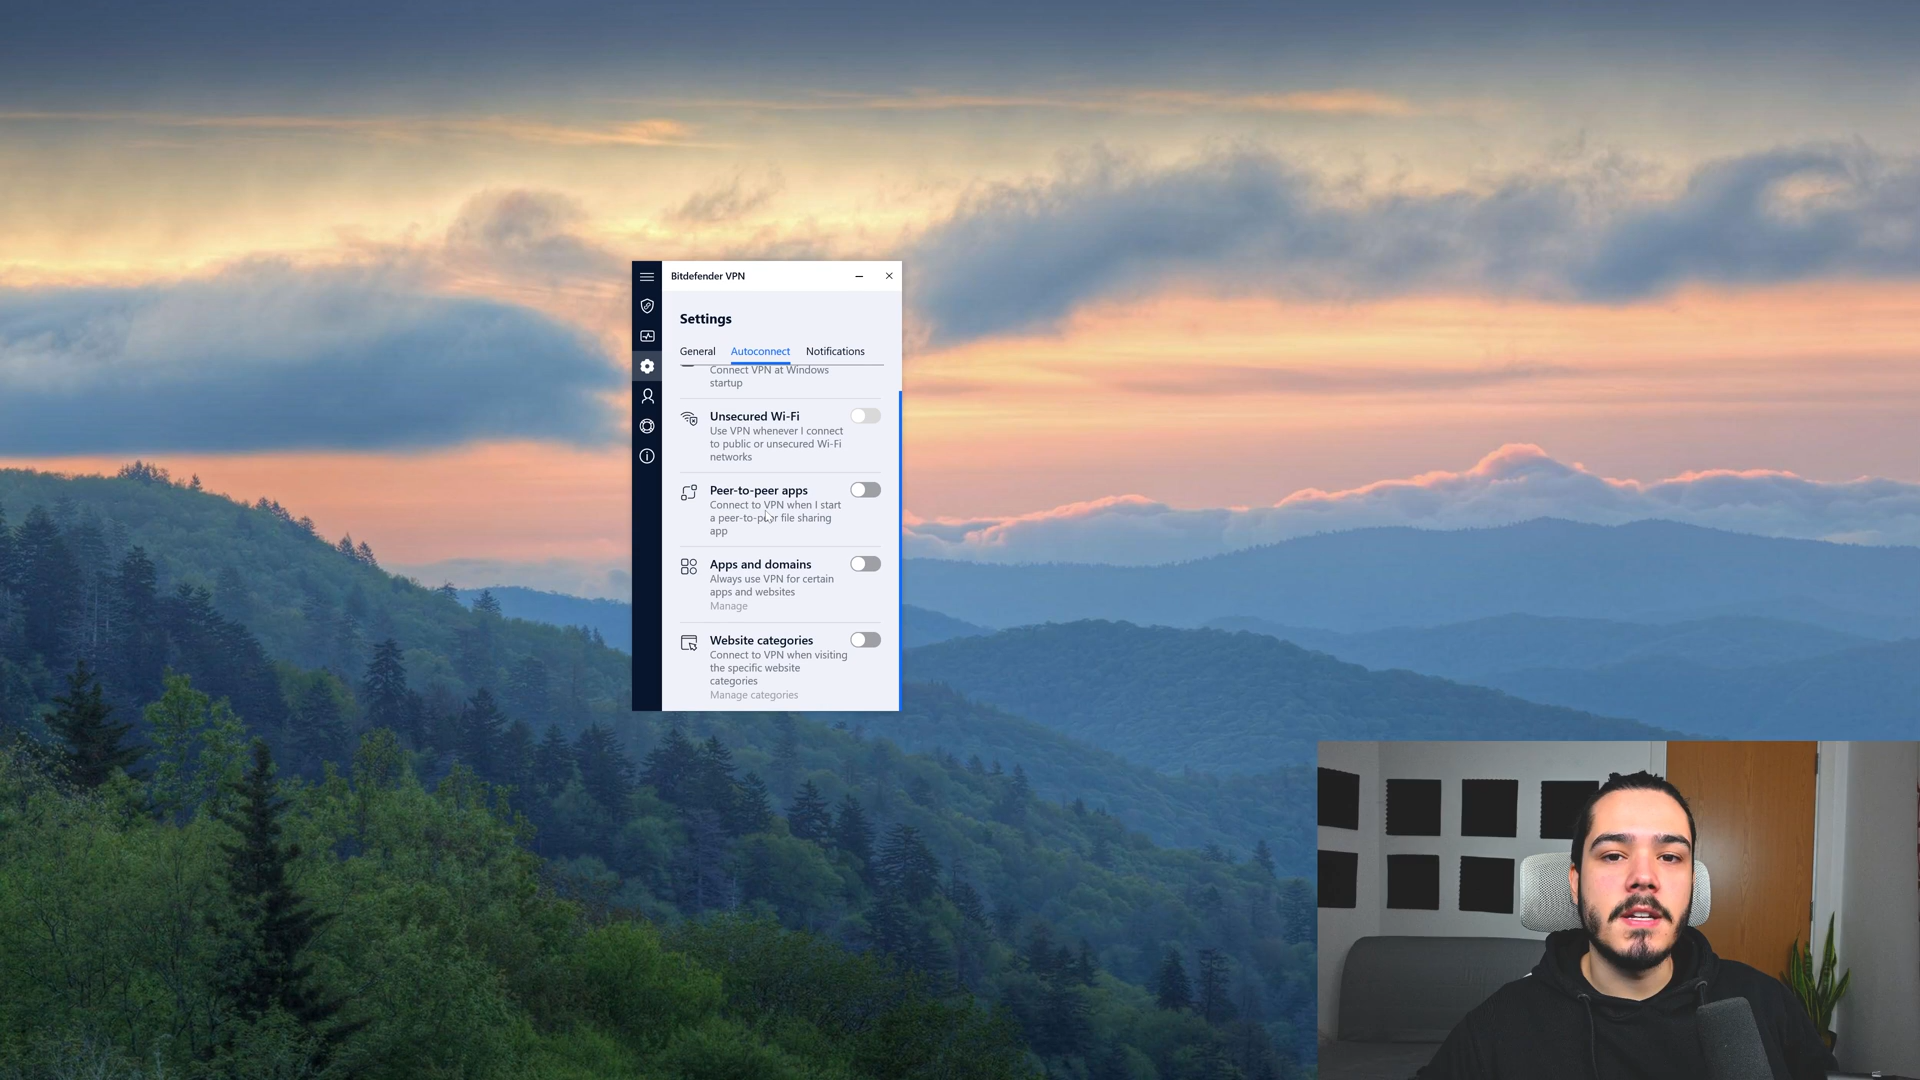 Bitdefender VPN
Settings
General Autoconnect Notifications
Connect VPN at Windows
startup
Unsecured Wi-Fi
Use VPN whenever I connect
to public or unsecured Wi-Fi
networks
Peer-to-peer apps
Connect to VPN when I start
a peer-to-peer file sharing
app
Apps and domains
Always use VPN for certain
apps and websites
Manage
Website categories
Connect to VPN when visiting
the specific website
categories
Manage categories